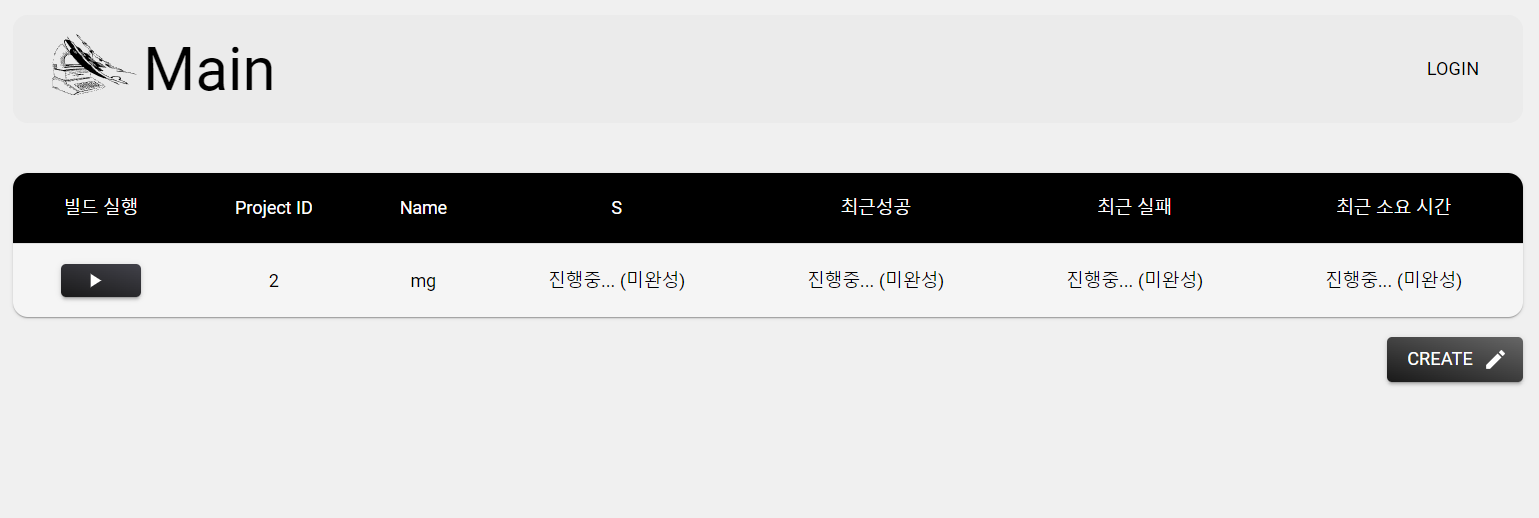 Main
LOGIN
빌드 실행 Project ID Name S 최근성공 최근 실패 최근 소요 시간
2 mg 진행중... (미완성) 진행중... (미완성) 진행중... (미완성) 진행중... (미완성)
CREATE